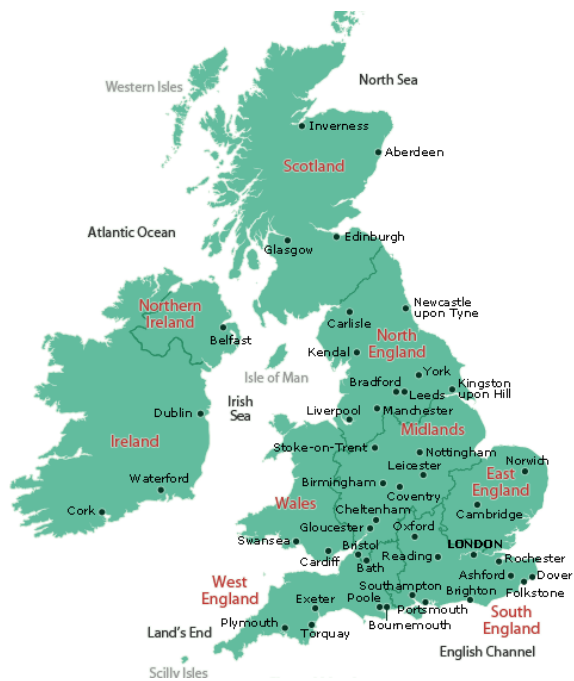 North Sea
Western Isles
Inverness
Aberdeen
Scotland
Atlantic Ocean
Edinburgh
Glasgow
Northern
Ireland
Newcastle
upon Tyne
Carlisle
Belfast
North
England
Kendal
Isle of Man
York
Bradford
Leeds
Kingston
upon Hill
Irish
Sea
Dublin
Liverpool
Manchester
Midlands
Ireland
Stoke-on-Trent
Nottingham
Leicester
Norwich
East
England
Waterford
Birmingham
Coventry
Wales
Cork
Cheltenham
Cambridge
Gloucester
Oxford
Swansea
Bristol
LONDON
Cardiff
Bath
Reading
Rochester
West
England
Ashford
Dover
Southampton
Folkstone
Exeter
Poole
Portsmouth
Brighton
Plymouth
Torquay
Bournemouth
South
England
Land's End
English Channel
Scilly Isles